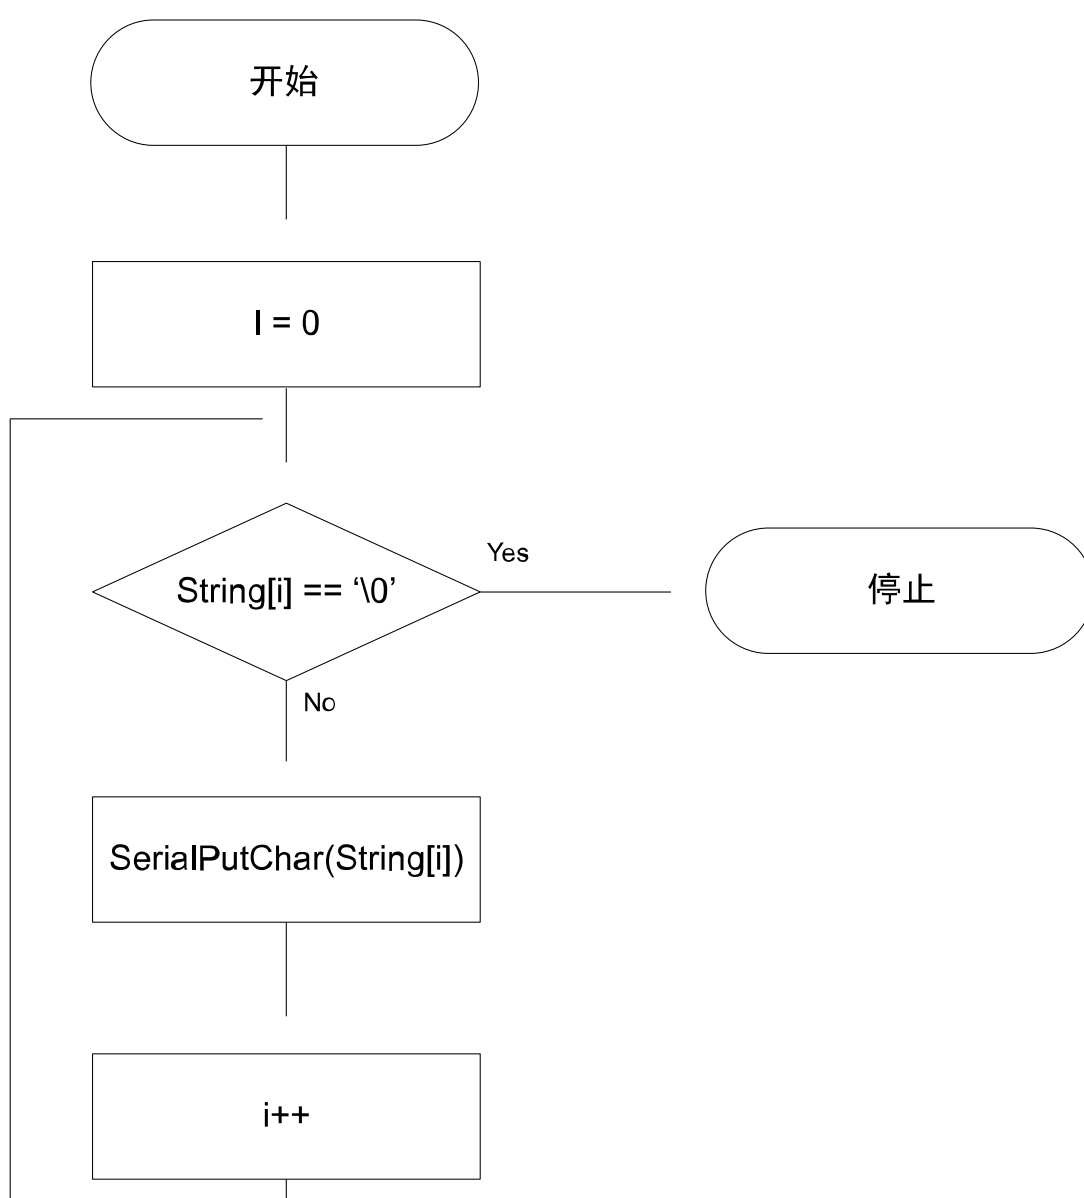 开始
I = 0
String[i] == ‘\0’
Yes
停止
No
SerialPutChar(String[i])
i++